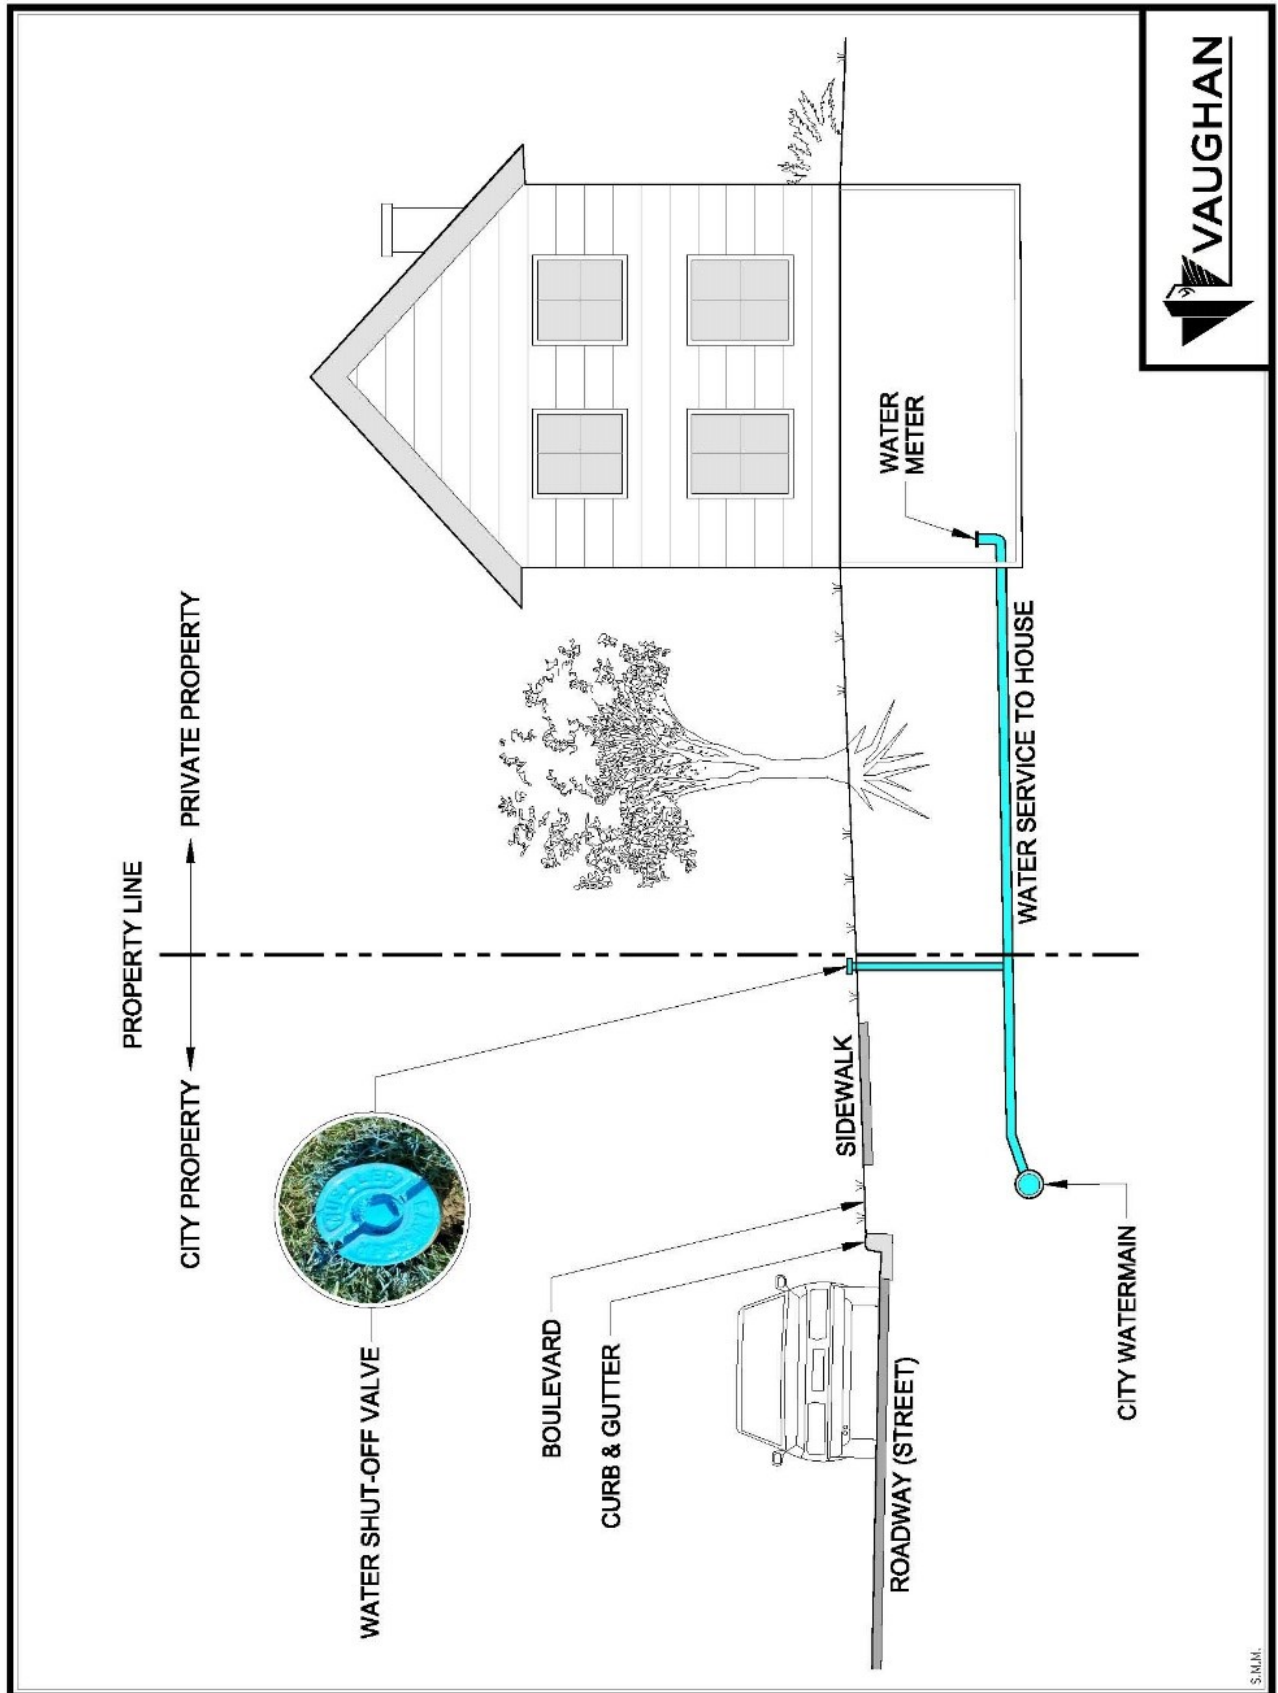 PROPERTY LINE
CITY PROPERTY
PRIVATE PROPERTY
WATER SHUT-OFF VALVE
BOULEVARD
CURB & GUTTER
SIDEWALK
WATER
METER
ROADWAY (STREET)
WATER SERVICE TO HOUSE
CITY WATERMAIN
VAUGHAN
S.M.M.